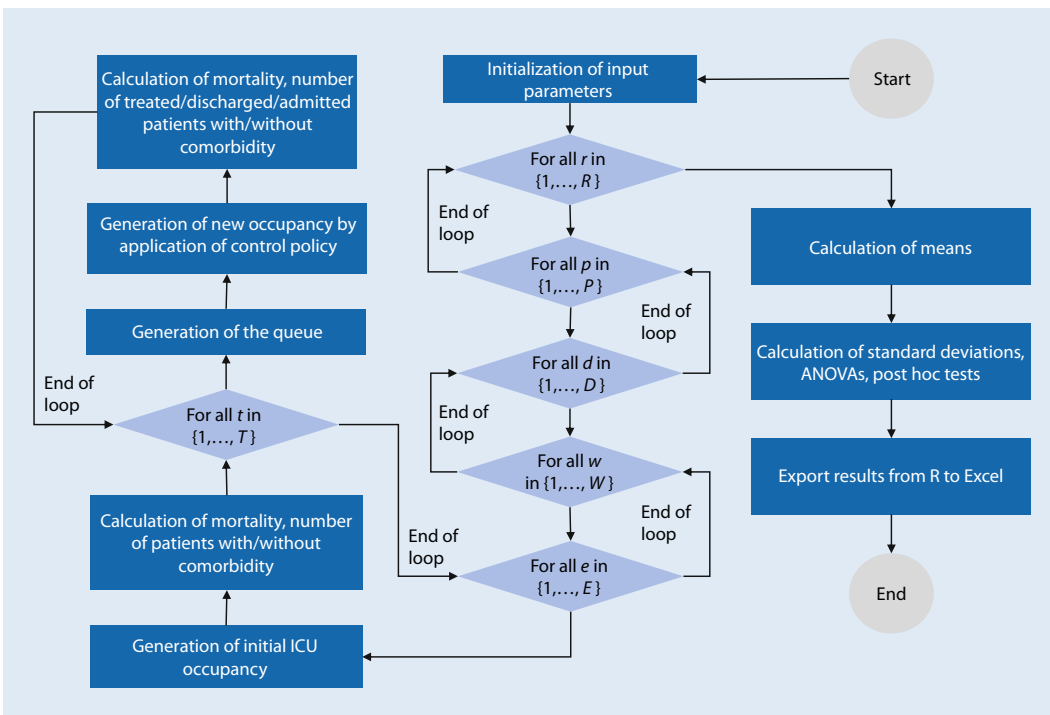 Start
Initialization of input
parameters
For all r in
{1,..., R}
End of
loop
For all p in
{1,..., P}
End of
loop
For all d in
{1,..., D}
End of
loop
For all w
in {1,..., W}
End of
loop
For all e in
{1,..., E}
Generation of initial ICU
occupancy
Calculation of mortality, number
of patients with/without
comorbidity
For all t in
{1,..., T}
End of
loop
End of
loop
Generation of the queue
Generation of new occupancy by
application of control policy
Calculation of mortality, number
of treated/discharged/admitted
patients with/without
comorbidity
Calculation of means
Calculation of standard deviations,
ANOVAs, post hoc tests
Export results from R to Excel
End